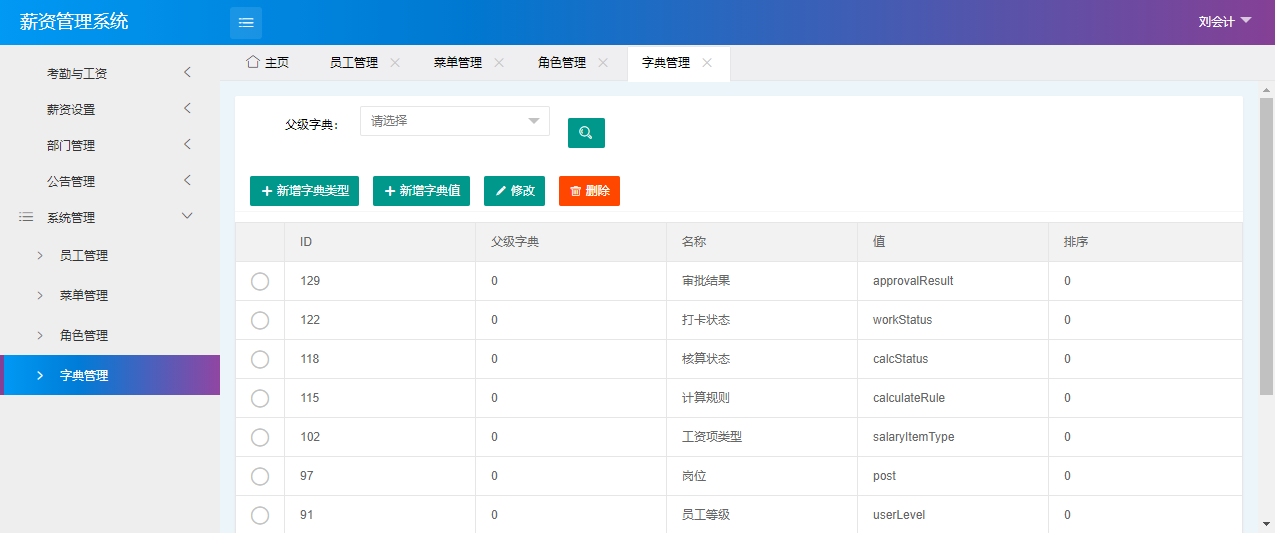 薪资管理系统
刘会计
考勤与工资
薪资设置
部门管理
公告管理
系统管理
员工管理
菜单管理
角色管理
字典管理
主页 员工管理 菜单管理 角色管理 字典管理
父级字典： 请选择
新增字典类型 新增字典值 修改 删除
ID 父级字典 名称 值 排序
129 0 审批结果 approvalResult 0
122 0 打卡状态 workStatus 0
118 0 核算状态 calcStatus 0
115 0 计算规则 calculateRule 0
102 0 工资项类型 salaryItemType 0
97 0 岗位 post 0
91 0 员工等级 userLevel 0